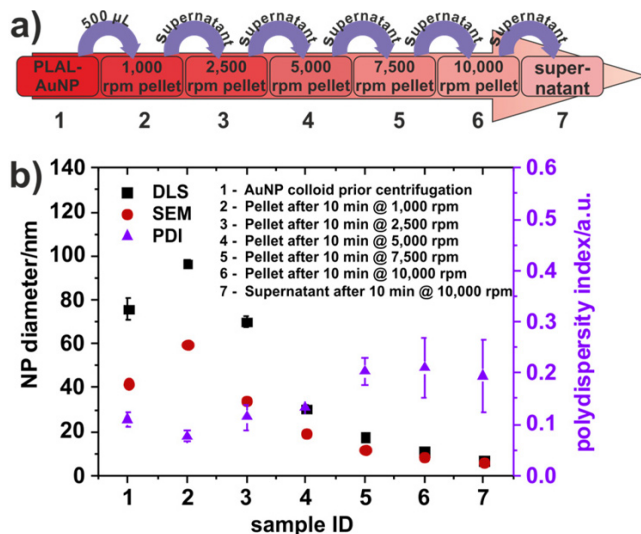 a)
500 µL
supernatant
supernatant
supernatant
supernatant
supernatant
PLAL-
AuNP
1,000
rpm pellet
2,500
rpm pellet
5,000
rpm pellet
7,500
rpm pellet
10,000
rpm pellet
super-
natant
1 2 3 4 5 6 7
b)
140
120
100
80
60
40
20
0
NP diameter/nm
DLS
SEM
PDI
1 - AuNP colloid prior centrifugation
2 - Pellet after 10 min @ 1,000 rpm
3 - Pellet after 10 min @ 2,500 rpm
4 - Pellet after 10 min @ 5,000 rpm
5 - Pellet after 10 min @ 7,500 rpm
6 - Pellet after 10 min @ 10,000 rpm
7 - Supernatant after 10 min @ 10,000 rpm
0.6
0.5
0.4
0.3
0.2
0.1
0.0
polydispersity index/a.u.
1 2 3 4 5 6 7
sample ID